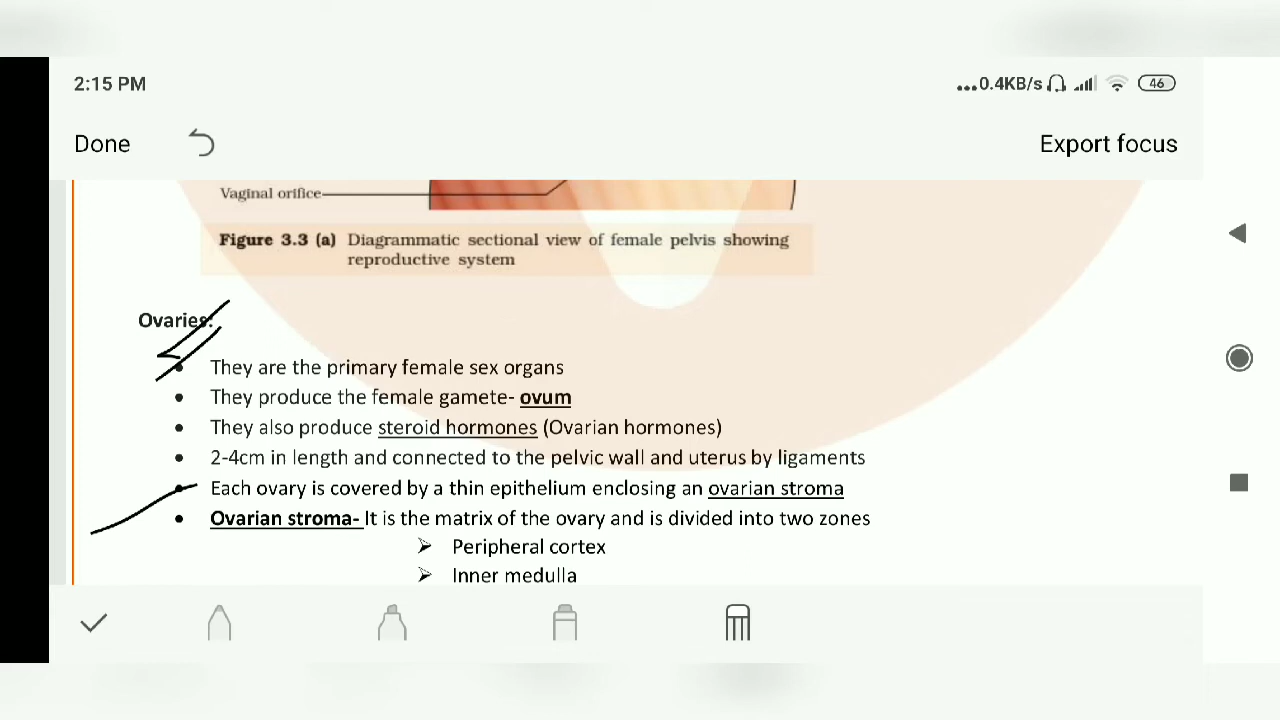 2:15 PM
...0.4KB/s 46
Done
Export focus
Vaginal orifice
Figure 3.3 (a) Diagrammatic sectional view of female pelvis showing
reproductive system
Ovaries:
• They are the primary female sex organs
• They produce the female gamete- ovum
• They also produce steroid hormones (Ovarian hormones)
• 2-4cm in length and connected to the pelvic wall and uterus by ligaments
• Each ovary is covered by a thin epithelium enclosing an ovarian stroma
• Ovarian stroma- It is the matrix of the ovary and is divided into two zones
➢ Peripheral cortex
➢ Inner medulla